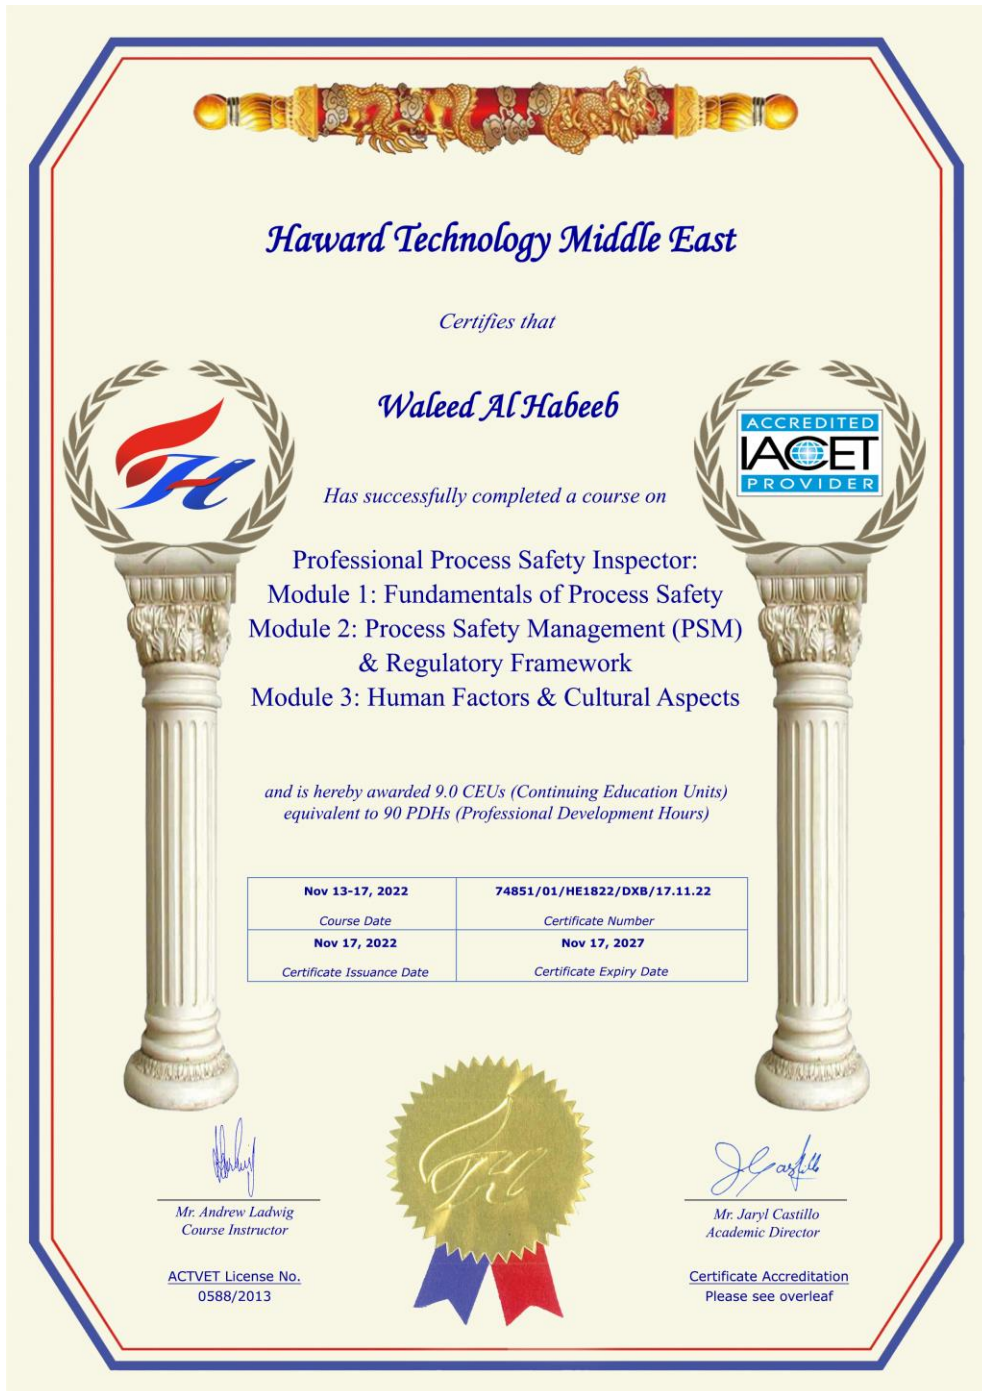 Haward Technology Middle East
Certifies that
Waleed Al Habeeb
ACCREDITED
IACET
PROVIDER
Has successfully completed a course on
Professional Process Safety Inspector:
Module 1: Fundamentals of Process Safety
Module 2: Process Safety Management (PSM)
& Regulatory Framework
Module 3: Human Factors & Cultural Aspects
and is hereby awarded 9.0 CEUs (Continuing Education Units)
equivalent to 90 PDHs (Professional Development Hours)
Nov 13-17, 2022
Course Date
74851/01/HE1822/DXB/17.11.22
Certificate Number
Nov 17, 2022
Certificate Issuance Date
Nov 17, 2027
Certificate Expiry Date
Mr. Andrew Ladwig
Course Instructor
Mr. Jaryl Castillo
Academic Director
ACTVET License No.
0588/2013
Certificate Accreditation
Please see overleaf